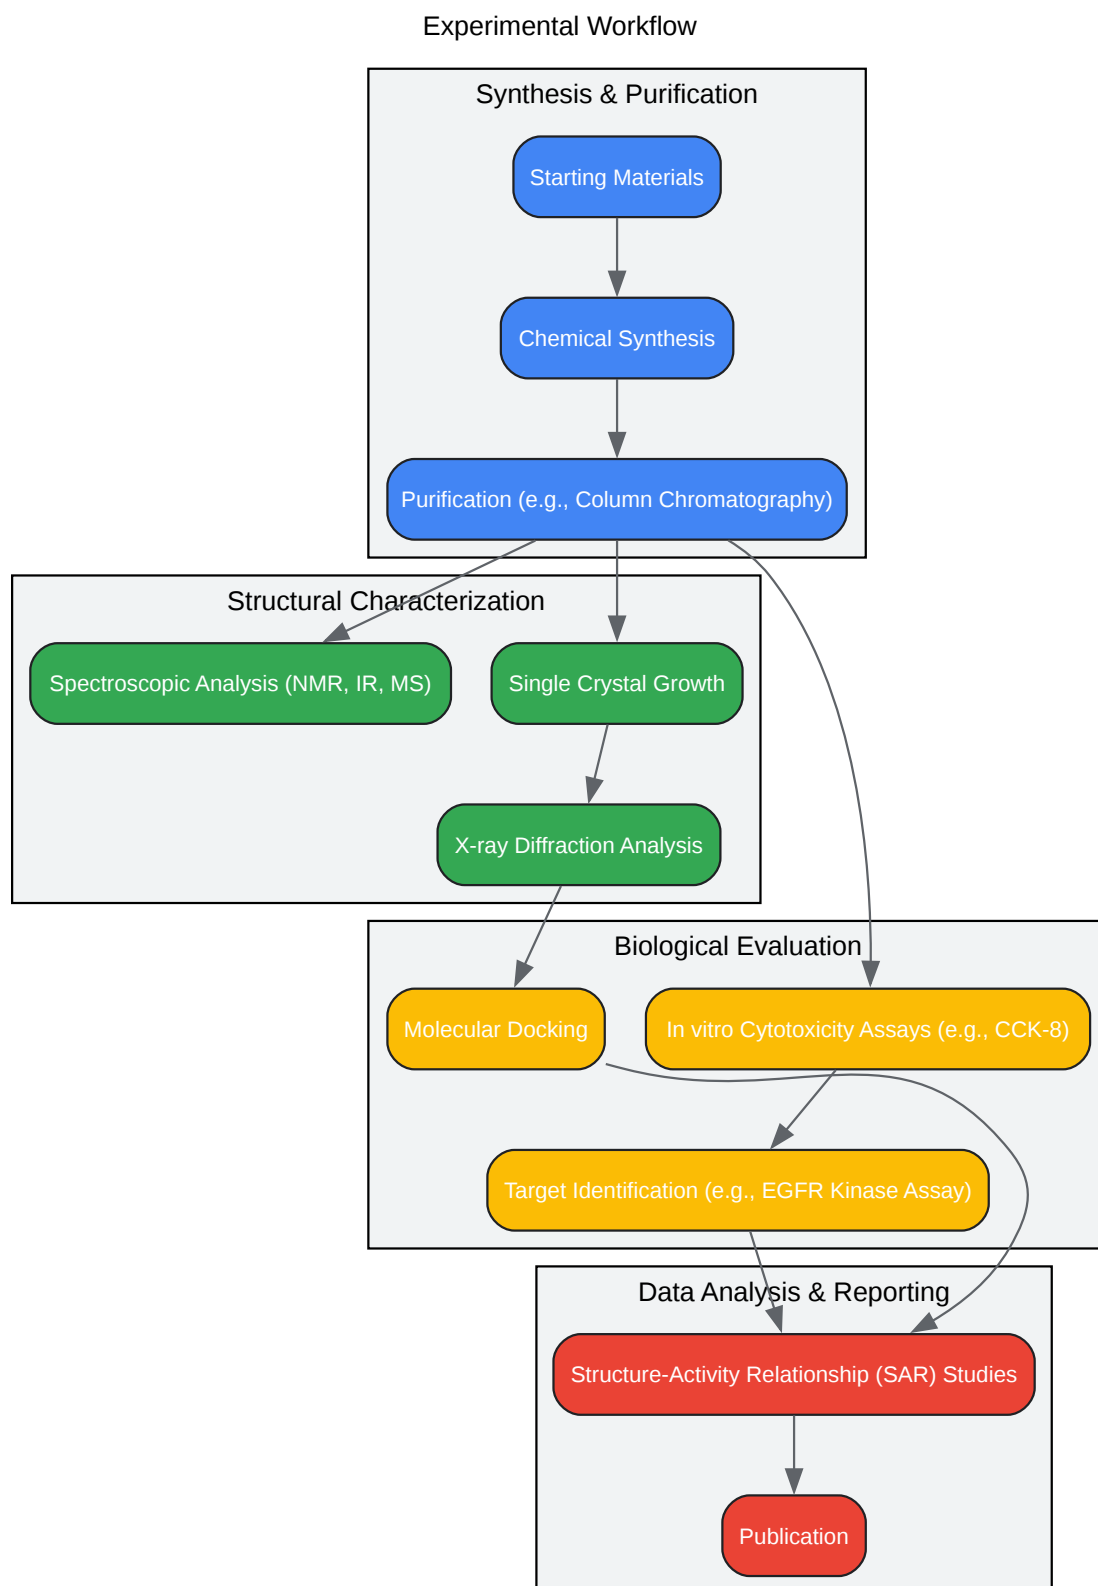 Experimental Workflow
Synthesis & Purification
Starting Materials
Chemical Synthesis
Purification (e.g., Column Chromatography)
Structural Characterization
Spectroscopic Analysis (NMR, IR, MS)
Single Crystal Growth
X-ray Diffraction Analysis
Biological Evaluation
Molecular Docking
In vitro Cytotoxicity Assays (e.g., CCK-8)
Target Identification (e.g., EGFR Kinase Assay)
Data Analysis & Reporting
Structure-Activity Relationship (SAR) Studies
Publication